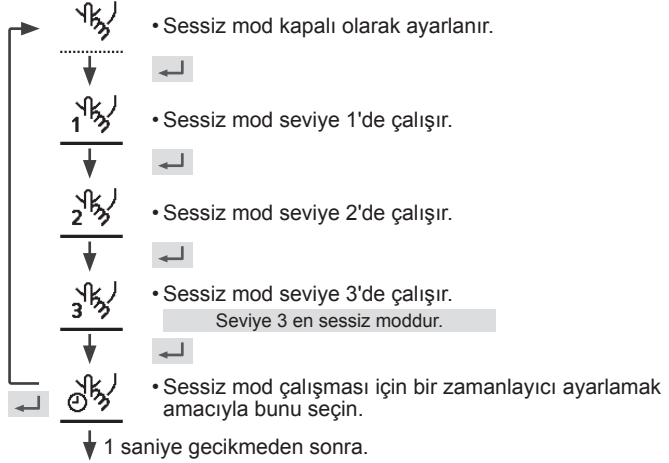 • Sessiz mod kapalı olarak ayarlanır.
1
• Sessiz mod seviye 1'de çalışır.
2
• Sessiz mod seviye 2'de çalışır.
3
• Sessiz mod seviye 3'de çalışır.
Seviye 3 en sessiz moddur.
• Sessiz mod çalışması için bir zamanlayıcı ayarlamak
amacıyla bunu seçin.
1 saniye gecikmeden sonra.